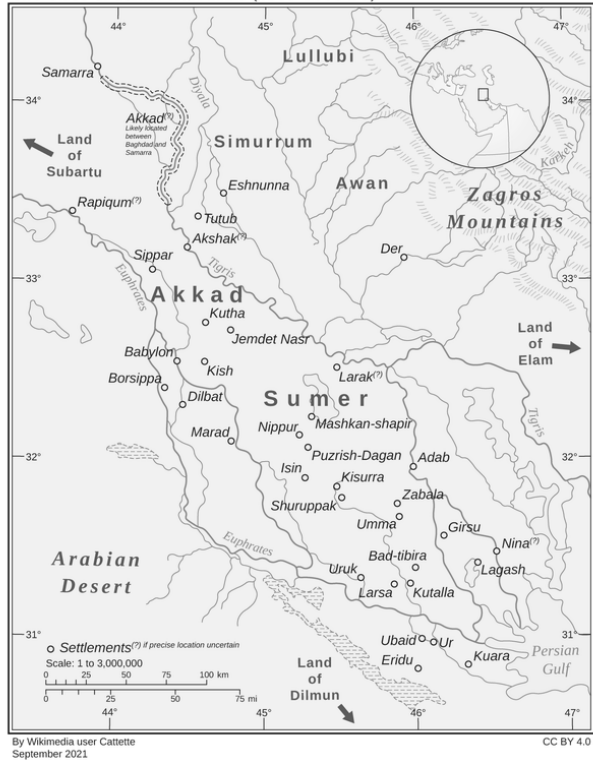 44° 45° 46° 47°
Lullubi
Samarra
Diyala
34° 34°
Akkad(?)
Likely located
between
Baghdad and
Samarra
Simurrum
Land
of
Subartu
Karkeh
Awan
Eshnunna
Zagros
Mountains
Rapiqum(?)
Tutub
Akshak(?)
Der
Sippar
Tigris
33° 33°
Euphrates
Akkad
Kutha
Jemdet Nasr
Land
of
Elam
Babylon
Kish
Larak(?)
Borsippa
Dilbat
Sumer
Tigris
Mashkan-shapir
Nippur
Marad
Puzrish-Dagan
32° 32°
Adab
Isin
Kisurra
Zabala
Shuruppak
Umma
Girsu
Euphrates
Nina(?)
Bad-tibira
Arabian
Desert
Uruk
Lagash
Larsa
Kutalla
31° 31°
Ubaid
Ur
Persian
Gulf
Eridu
Kuara
Settlements(?) if precise location uncertain
Scale: 1 to 3,000,000
0 25 50 75 100 km
0 25 50 75 mi
Land
of
Dilmun
44° 45° 46° 47°
By Wikimedia user Cattette
September 2021
CC BY 4.0